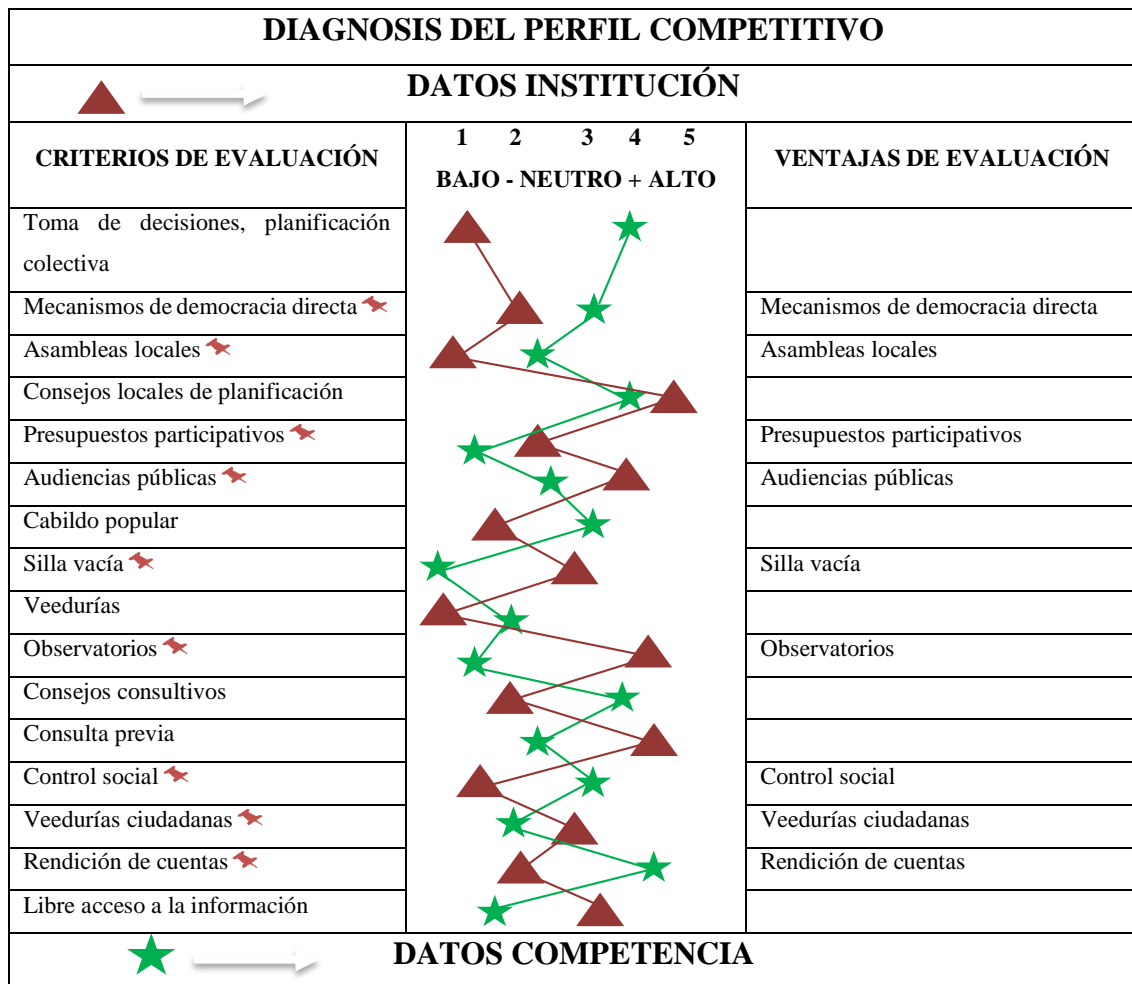 DIAGNOSIS DEL PERFIL COMPETITIVO
DATOS INSTITUCIÓN
CRITERIOS DE EVALUACIÓN
1 2 3 4 5
BAJO - NEUTRO + ALTO
VENTAJAS DE EVALUACIÓN
Toma de decisiones, planificación
colectiva
Mecanismos de democracia directa
Mecanismos de democracia directa
Asambleas locales
Asambleas locales
Consejos locales de planificación
Presupuestos participativos
Presupuestos participativos
Audiencias públicas
Audiencias públicas
Cabildo popular
Silla vacía
Silla vacía
Veedurías
Observatorios
Observatorios
Consejos consultivos
Consulta previa
Control social
Control social
Veedurías ciudadanas
Veedurías ciudadanas
Rendición de cuentas
Rendición de cuentas
Libre acceso a la información
DATOS COMPETENCIA